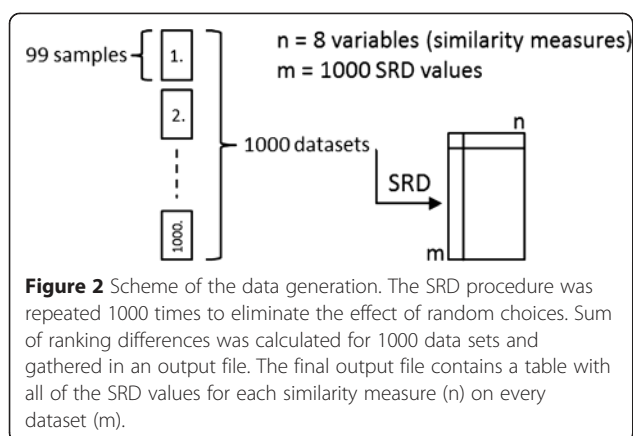 n = 8 variables (similarity measures)
m = 1000 SRD values
99 samples
1.
2.
1000.
1000 datasets
SRD
n
m
Figure 2 Scheme of the data generation. The SRD procedure was
repeated 1000 times to eliminate the effect of random choices. Sum
of ranking differences was calculated for 1000 data sets and
gathered in an output file. The final output file contains a table with
all of the SRD values for each similarity measure (n) on every
dataset (m).